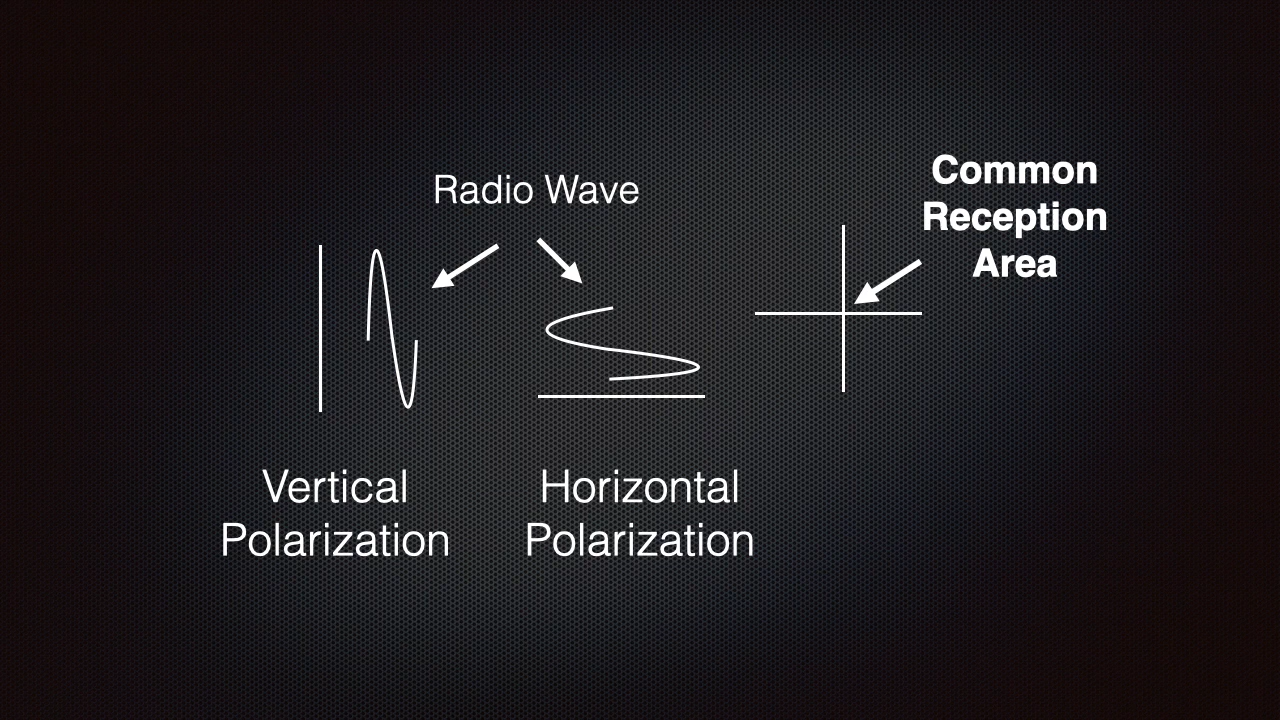 Radio Wave
Common
Reception
Area
Vertical
Polarization
Horizontal
Polarization